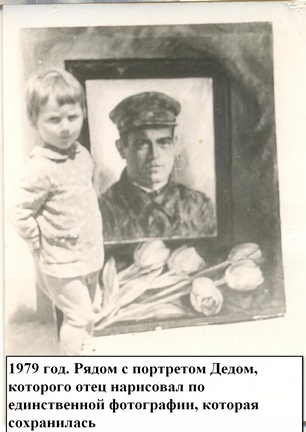 1979 год. Рядом с портретом Дедом,
которого отец нарисовал по
единственной фотографии, которая
сохранилась